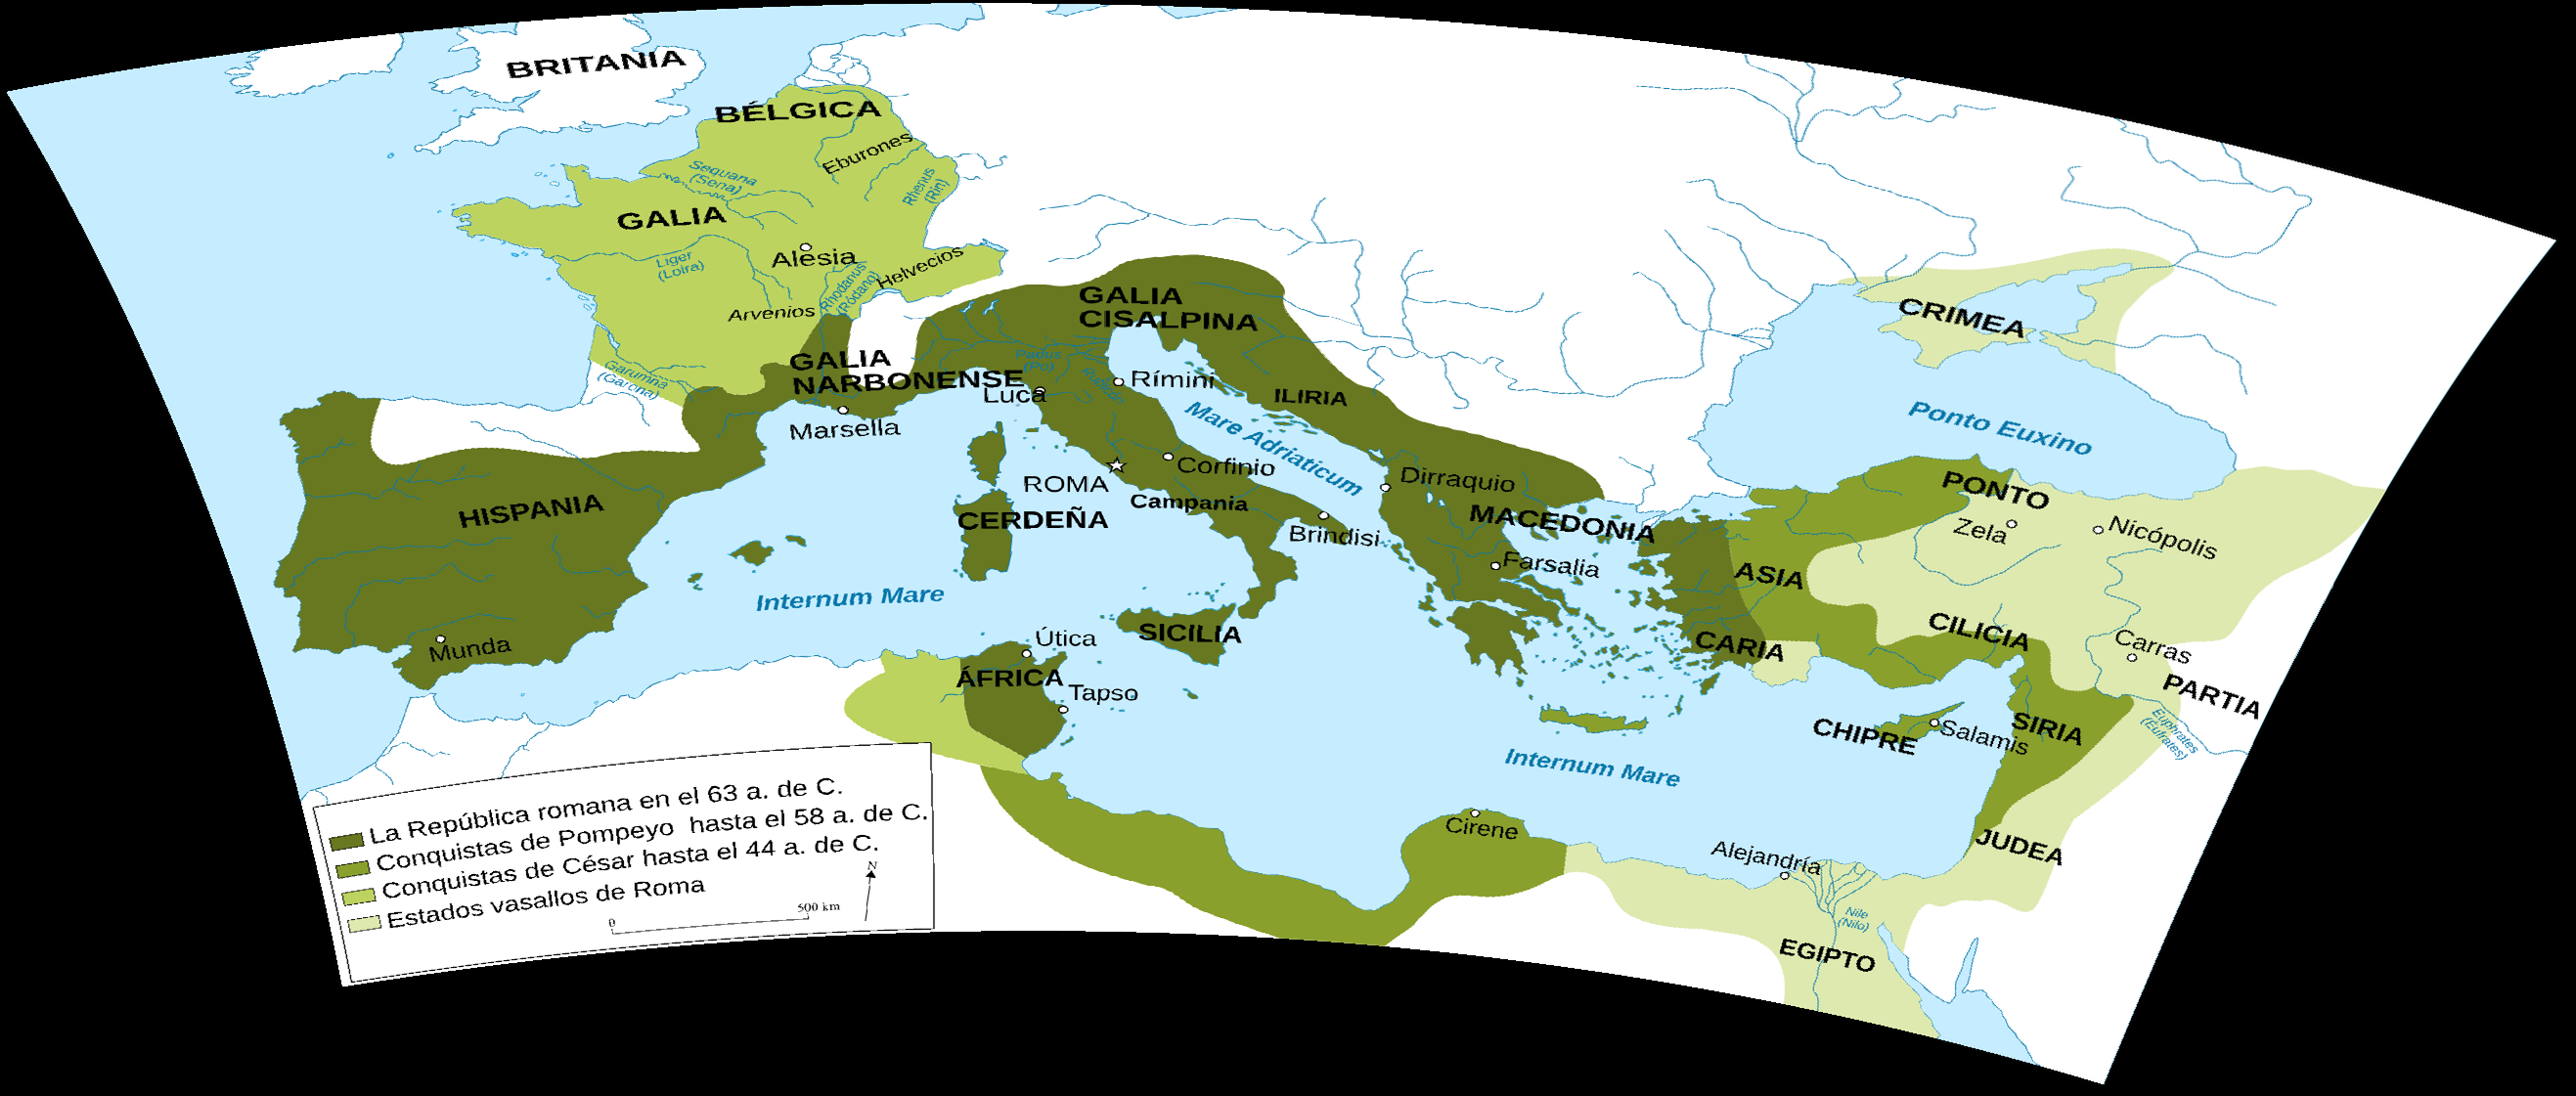 BRITANIA
BÉLGICA
Eburones
Sequana
(Sena)
Rhenus
(Rin)
GALIA
Alesia
Liger
(Loira)
Helvecios
Rhodanus
(Ródano)
Arvenios
GALIA
CISALPINA
CRIMEA
GALIA
NARBONENSE
Padus
(Po)
Garumna
(Garona)
Rímini
Luca
ILIRIA
Marsella
Mare Adriaticum
Ponto Euxino
Corfinio
ROMA
Campania
Dirraquio
HISPANIA
CERDEÑA
MACEDONIA
Brindisi
PONTO
Zela
Nicópolis
Farsalia
ASIA
Internum Mare
Munda
Útica
SICILIA
CARIA
CILICIA
Carras
ÁFRICA
Tapso
PARTIA
SIRIA
CHIPRE
Salamis
Euphrates
(Eufrates)
Internum Mare
Cirene
Alejandría
JUDEA
Nile
(Nilo)
EGIPTO
La República romana en el 63 a. de C.
Conquistas de Pompeyo hasta el 58 a. de C.
Conquistas de César hasta el 44 a. de C.
Estados vasallos de Roma
0
500 km
N